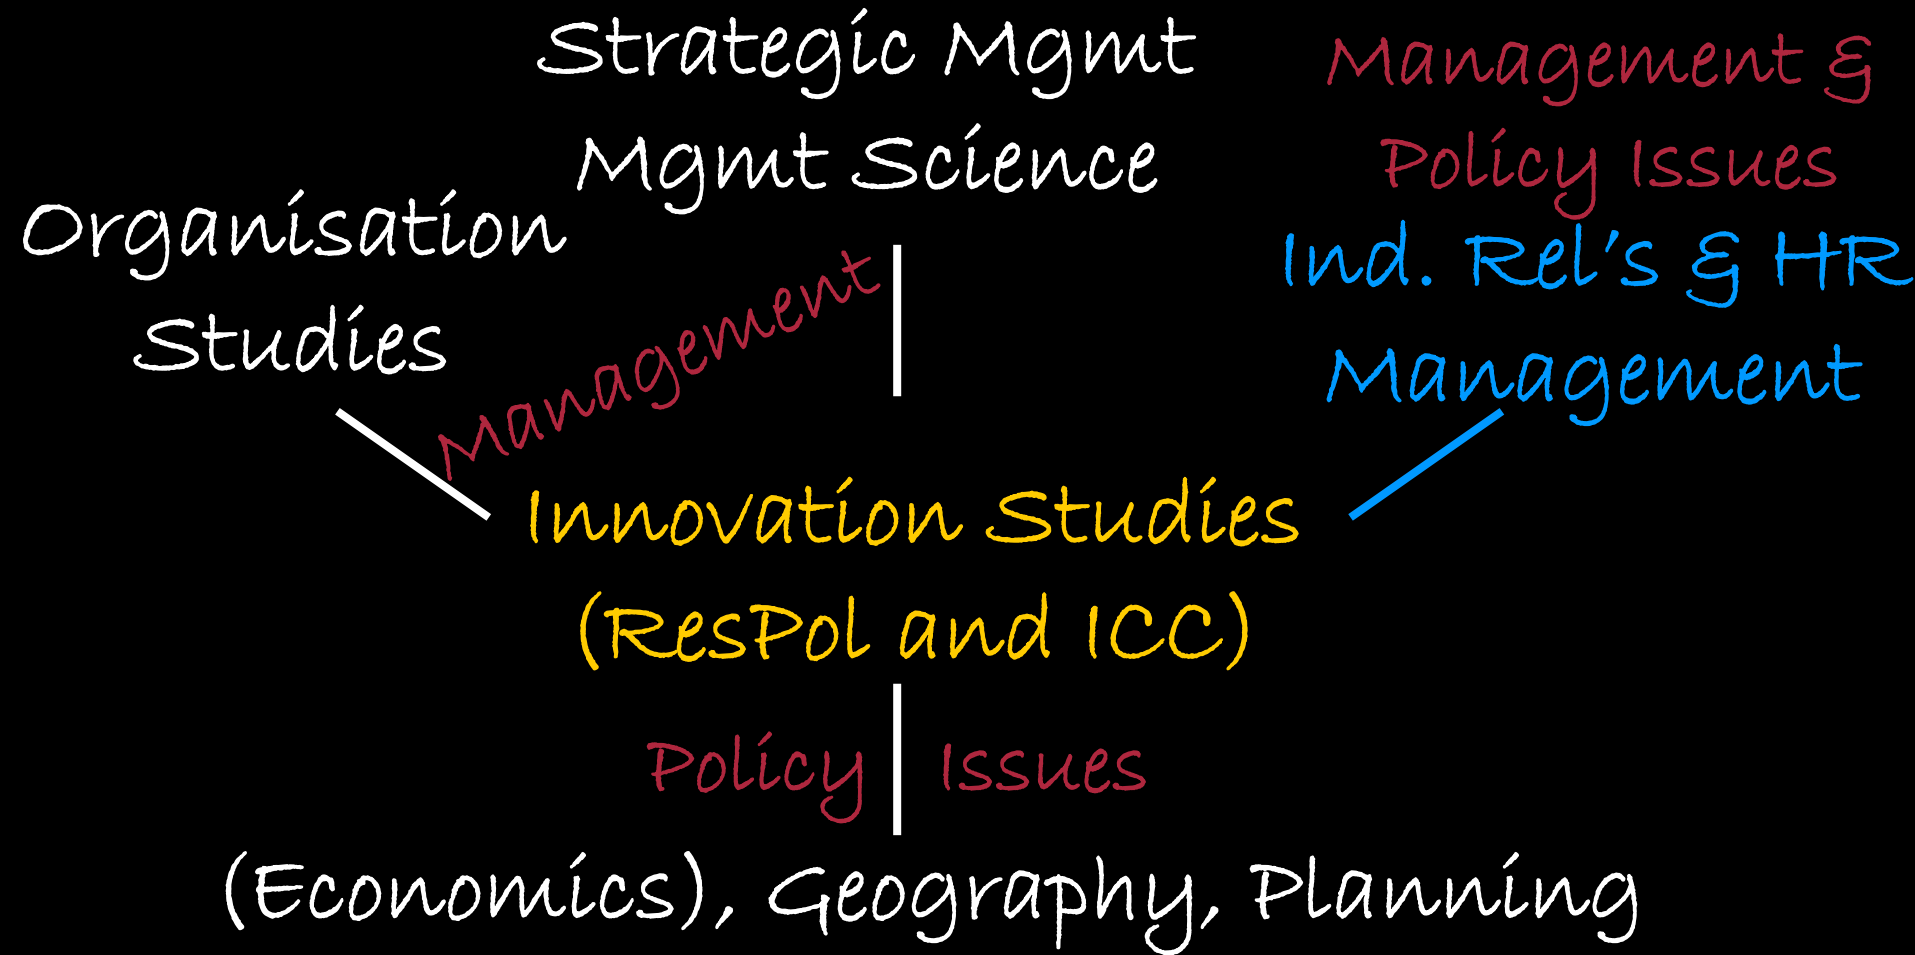 Strategic Mgmt
Mgmt Science
Management &
Policy Issues
Organisation
Studies
Ind. Rel's & HR
Management
Management
Innovation Studies
(ResPol and ICC)
Policy Issues
(Economics), Geography, Planning